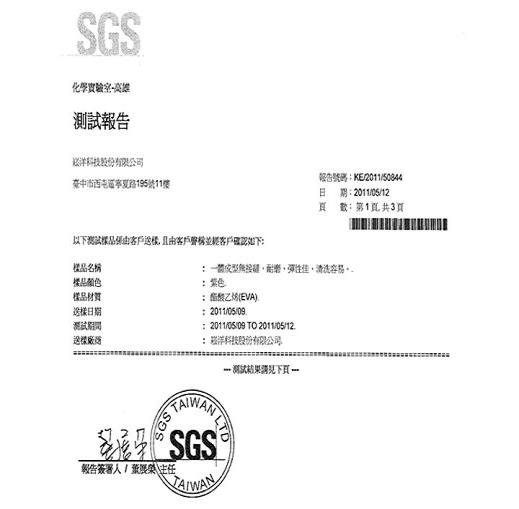 SGS
化學實驗室-高雄
測試報告
崧洋科技股份有限公司
臺中市西屯區寧夏路195號11樓
報告號碼：KE/2011/50844
日 期：2011/05/12
頁 數：第1頁,共3頁
以下測試樣品係由客戶送樣,且由客戶聲稱並經客戶確認如下:
樣品名稱 ： 一體成型無接縫，耐磨、彈性佳，清洗容易。.
樣品顏色 ： 紫色.
樣品材質 ： 醋酸乙烯(EVA).
送樣日期 ： 2011/05/09.
測試期間 ： 2011/05/09 TO 2011/05/12.
送樣廠商 ： 崧洋科技股份有限公司.
--- 測試結果請見下頁 ---
SGS TAIWAN LTD
SGS
TAIWAN
報告簽署人 / 董展榮 主任